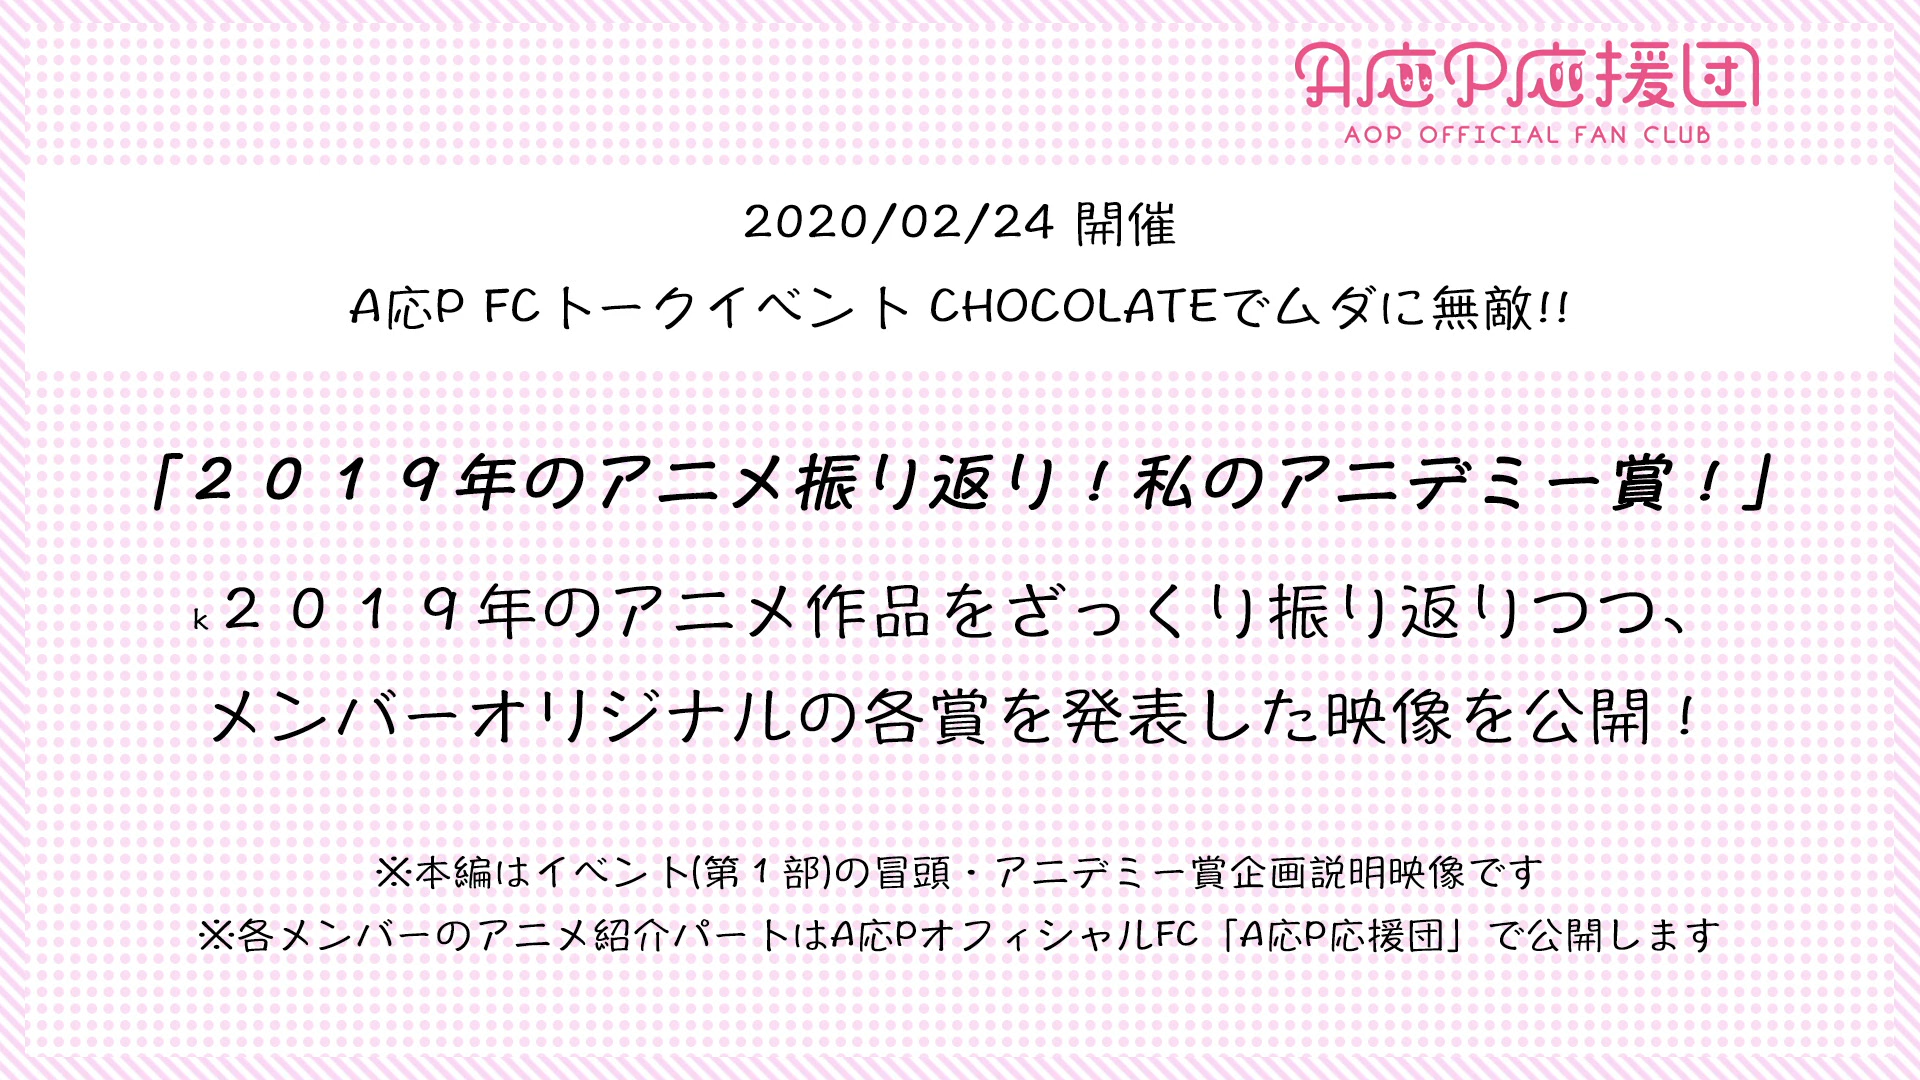 A応P応援団
AOP OFFICIAL FAN CLUB
2020/02/24 開催
A応P FCトークイベント CHOCOLATEでムダに無敵!!
「２０１９年のアニメ振り返り！私のアニデミー賞！」
k２０１９年のアニメ作品をざっくり振り返りつつ、
メンバーオリジナルの各賞を発表した映像を公開！
※本編はイベント(第１部)の冒頭・アニデミー賞企画説明映像です
※各メンバーのアニメ紹介パートはA応PオフィシャルFC「A応P応援団」で公開します